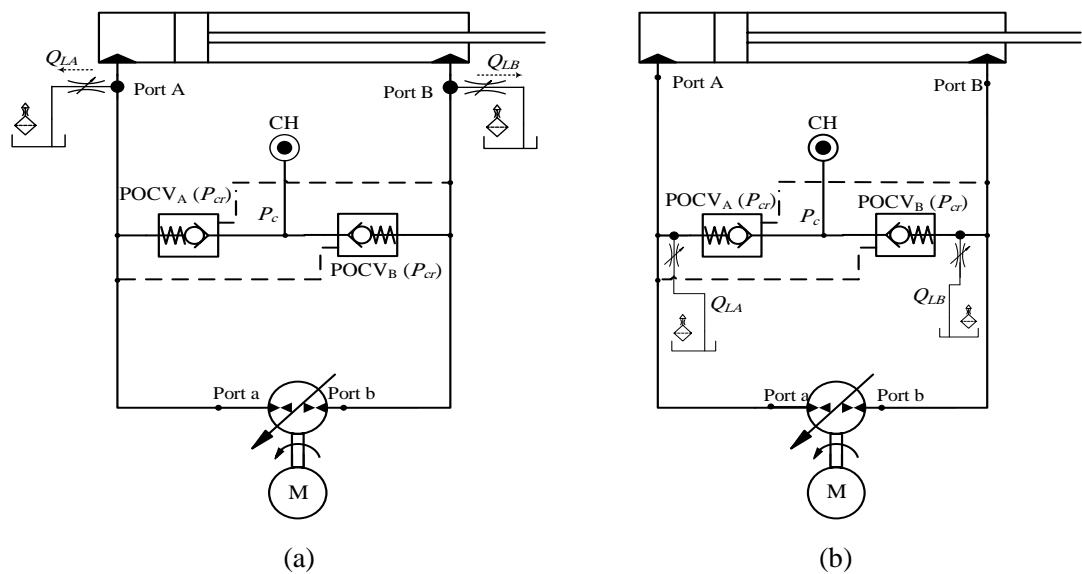 Q_LA
Port A
Q_LB
Port B
CH
POCV_A (P_cr)
P_c
POCV_B (P_cr)
Port a
Port b
M
(a)
Port A
Port B
CH
POCV_A (P_cr)
P_c
POCV_B (P_cr)
Q_LA
Q_LB
Port a
Port b
M
(b)